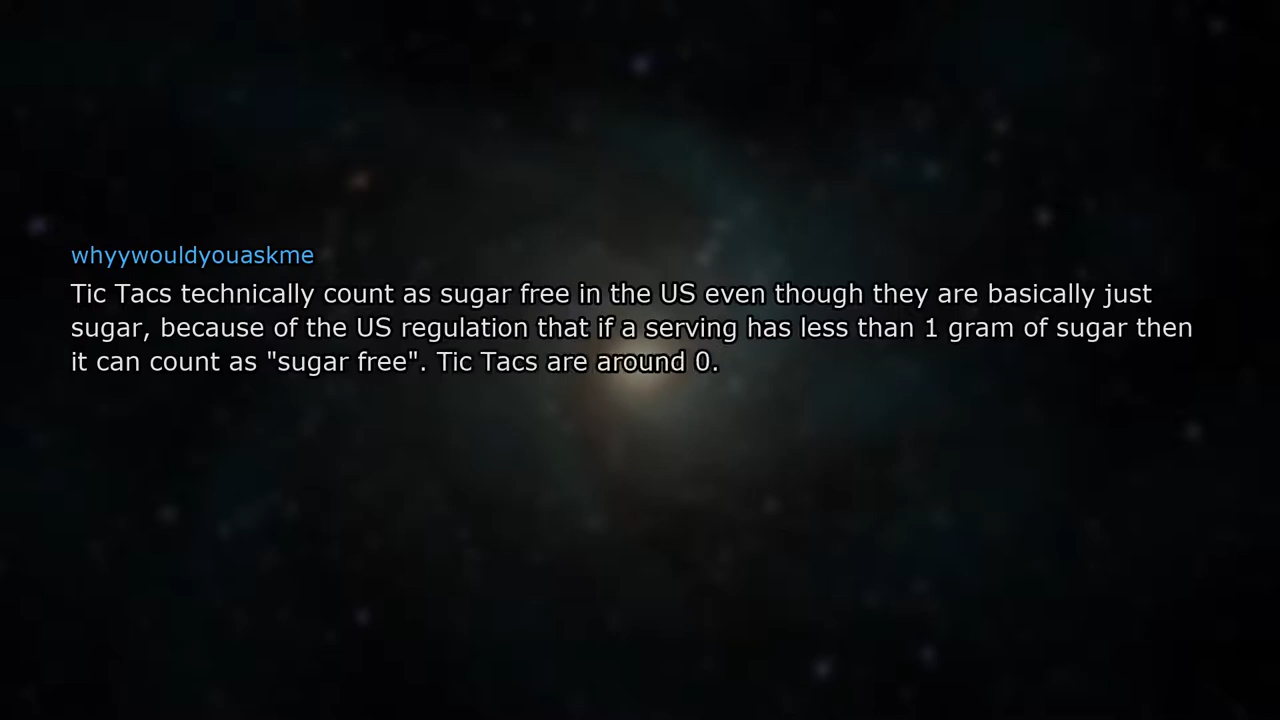 whyywouldyouaskme
Tic Tacs technically count as sugar free in the US even though they are basically just
sugar, because of the US regulation that if a serving has less than 1 gram of sugar then
it can count as "sugar free". Tic Tacs are around 0.